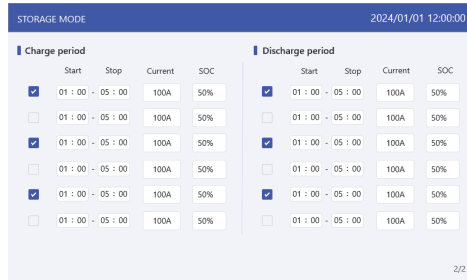 STORAGE MODE 2024/01/01 12:00:00
Charge period Discharge period
Start Stop Current SOC Start Stop Current SOC
01 : 00 - 05 : 00 100A 50% 01 : 00 - 05 : 00 100A 50%
01 : 00 - 05 : 00 100A 50% 01 : 00 - 05 : 00 100A 50%
01 : 00 - 05 : 00 100A 50% 01 : 00 - 05 : 00 100A 50%
01 : 00 - 05 : 00 100A 50% 01 : 00 - 05 : 00 100A 50%
01 : 00 - 05 : 00 100A 50% 01 : 00 - 05 : 00 100A 50%
01 : 00 - 05 : 00 100A 50% 01 : 00 - 05 : 00 100A 50%
2/2